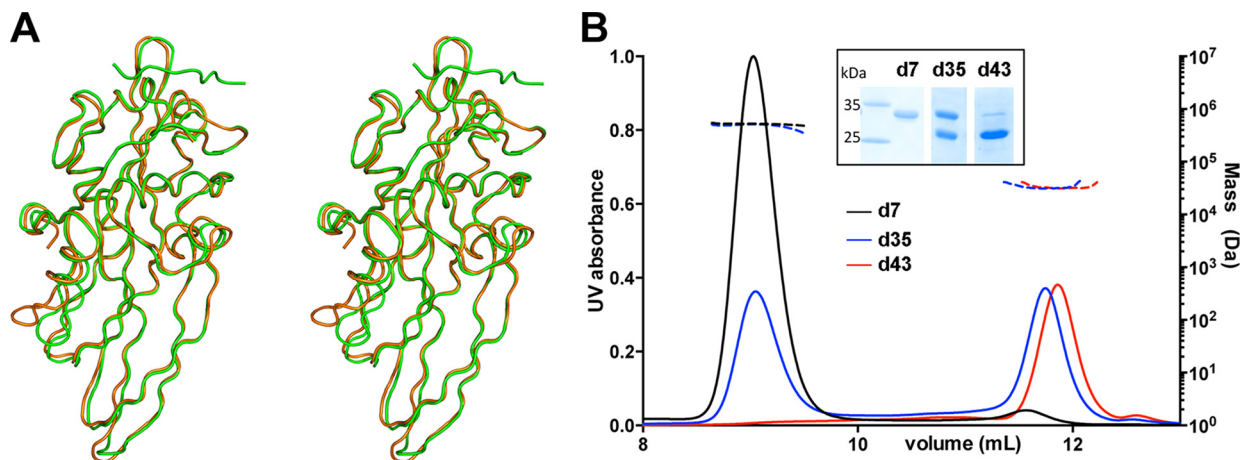 A
B
1.0
0.8
0.6
0.4
0.2
0.0
UV absorbance
8
10
12
volume (mL)
10⁷
10⁶
10⁵
10⁴
10³
10²
10¹
10⁰
Mass (Da)
kDa d7 d35 d43
35
25
d7
d35
d43